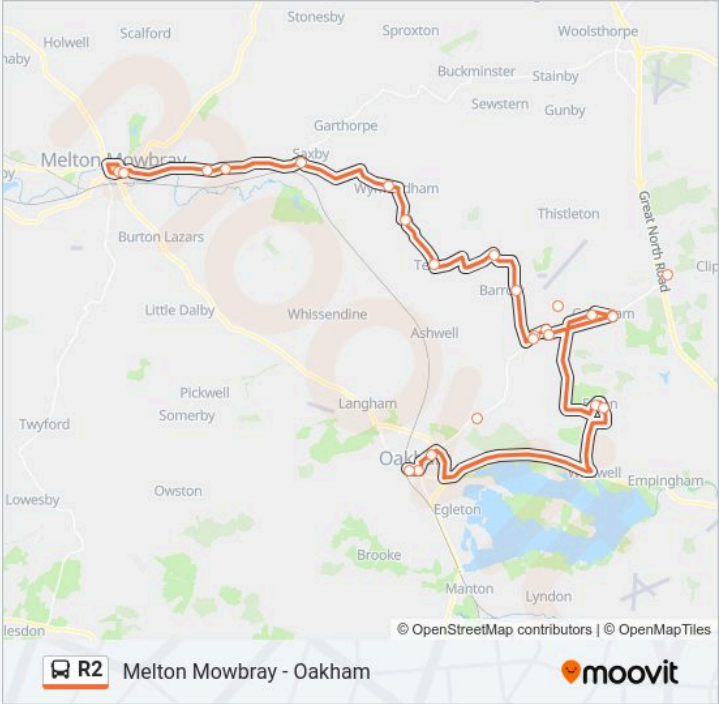 Stonesby
Sproxton
Woolsthorpe
Scalford
Holwell
Buckminster
Stainby
Sewstern
Gunby
Garthorpe
Melton Mowbray
Saxby
Thistleton
Great North Road
Burton Lazars
Little Dalby
Whissendine
Ashwell
Pickwell
Langham
Somerby
Twyford
Empingham
Owston
Lowesby
Egleton
Brooke
Manton
Lyndon
© OpenStreetMap contributors | © OpenMapTiles
R2 Melton Mowbray - Oakham
moovit